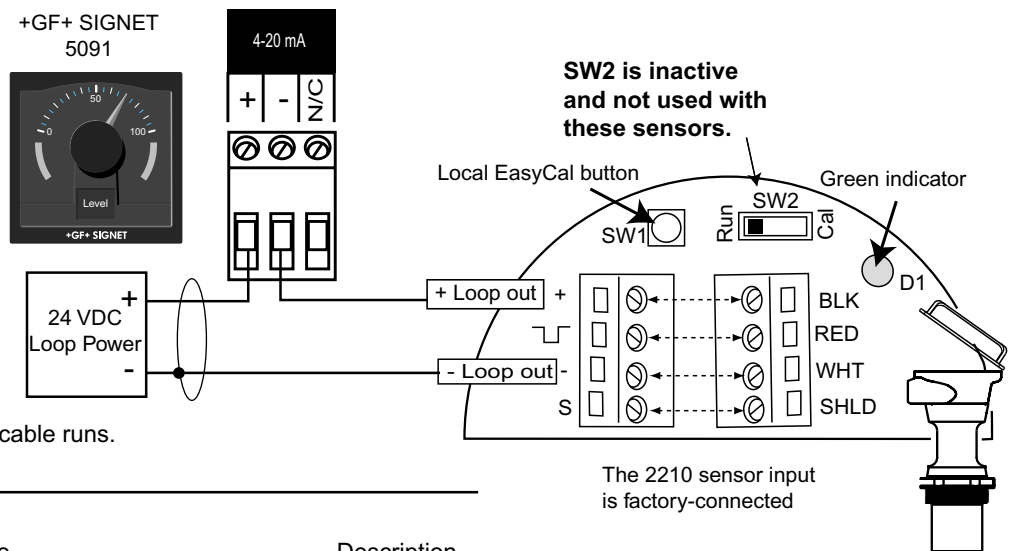 +GF+ SIGNET
5091
4-20 mA
+
-
N/C
0
50
100
Level
+GF+ SIGNET
SW2 is inactive
and not used with
these sensors.
Local EasyCal button
Green indicator
SW1
Run
SW2
Cal
D1
24 VDC
Loop Power
+
-
+ Loop out
+
- Loop out
-
S
BLK
RED
WHT
SHLD
cable runs.
The 2210 sensor input
is factory-connected
Description